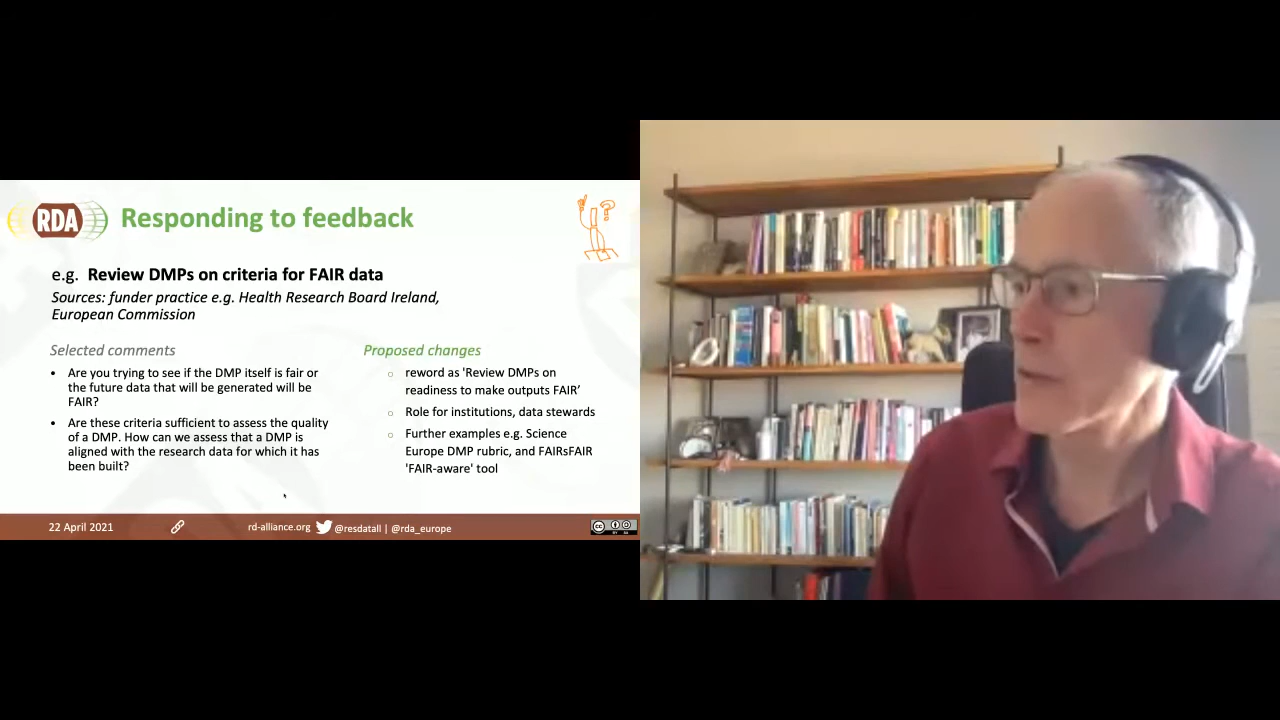 RDA
Responding to feedback
?
e.g. Review DMPs on criteria for FAIR data
Sources: funder practice e.g. Health Research Board Ireland,
European Commission
Selected comments
• Are you trying to see if the DMP itself is fair or
the future data that will be generated will be
FAIR?
• Are these criteria sufficient to assess the quality
of a DMP. How can we assess that a DMP is
aligned with the research data for which it has
been built?
Proposed changes
○ reword as 'Review DMPs on
readiness to make outputs FAIR’
○ Role for institutions, data stewards
○ Further examples e.g. Science
Europe DMP rubric, and FAIRsFAIR
'FAIR-aware' tool
22 April 2021
rd-alliance.org @resdatall | @rda_europe
CC BY SA